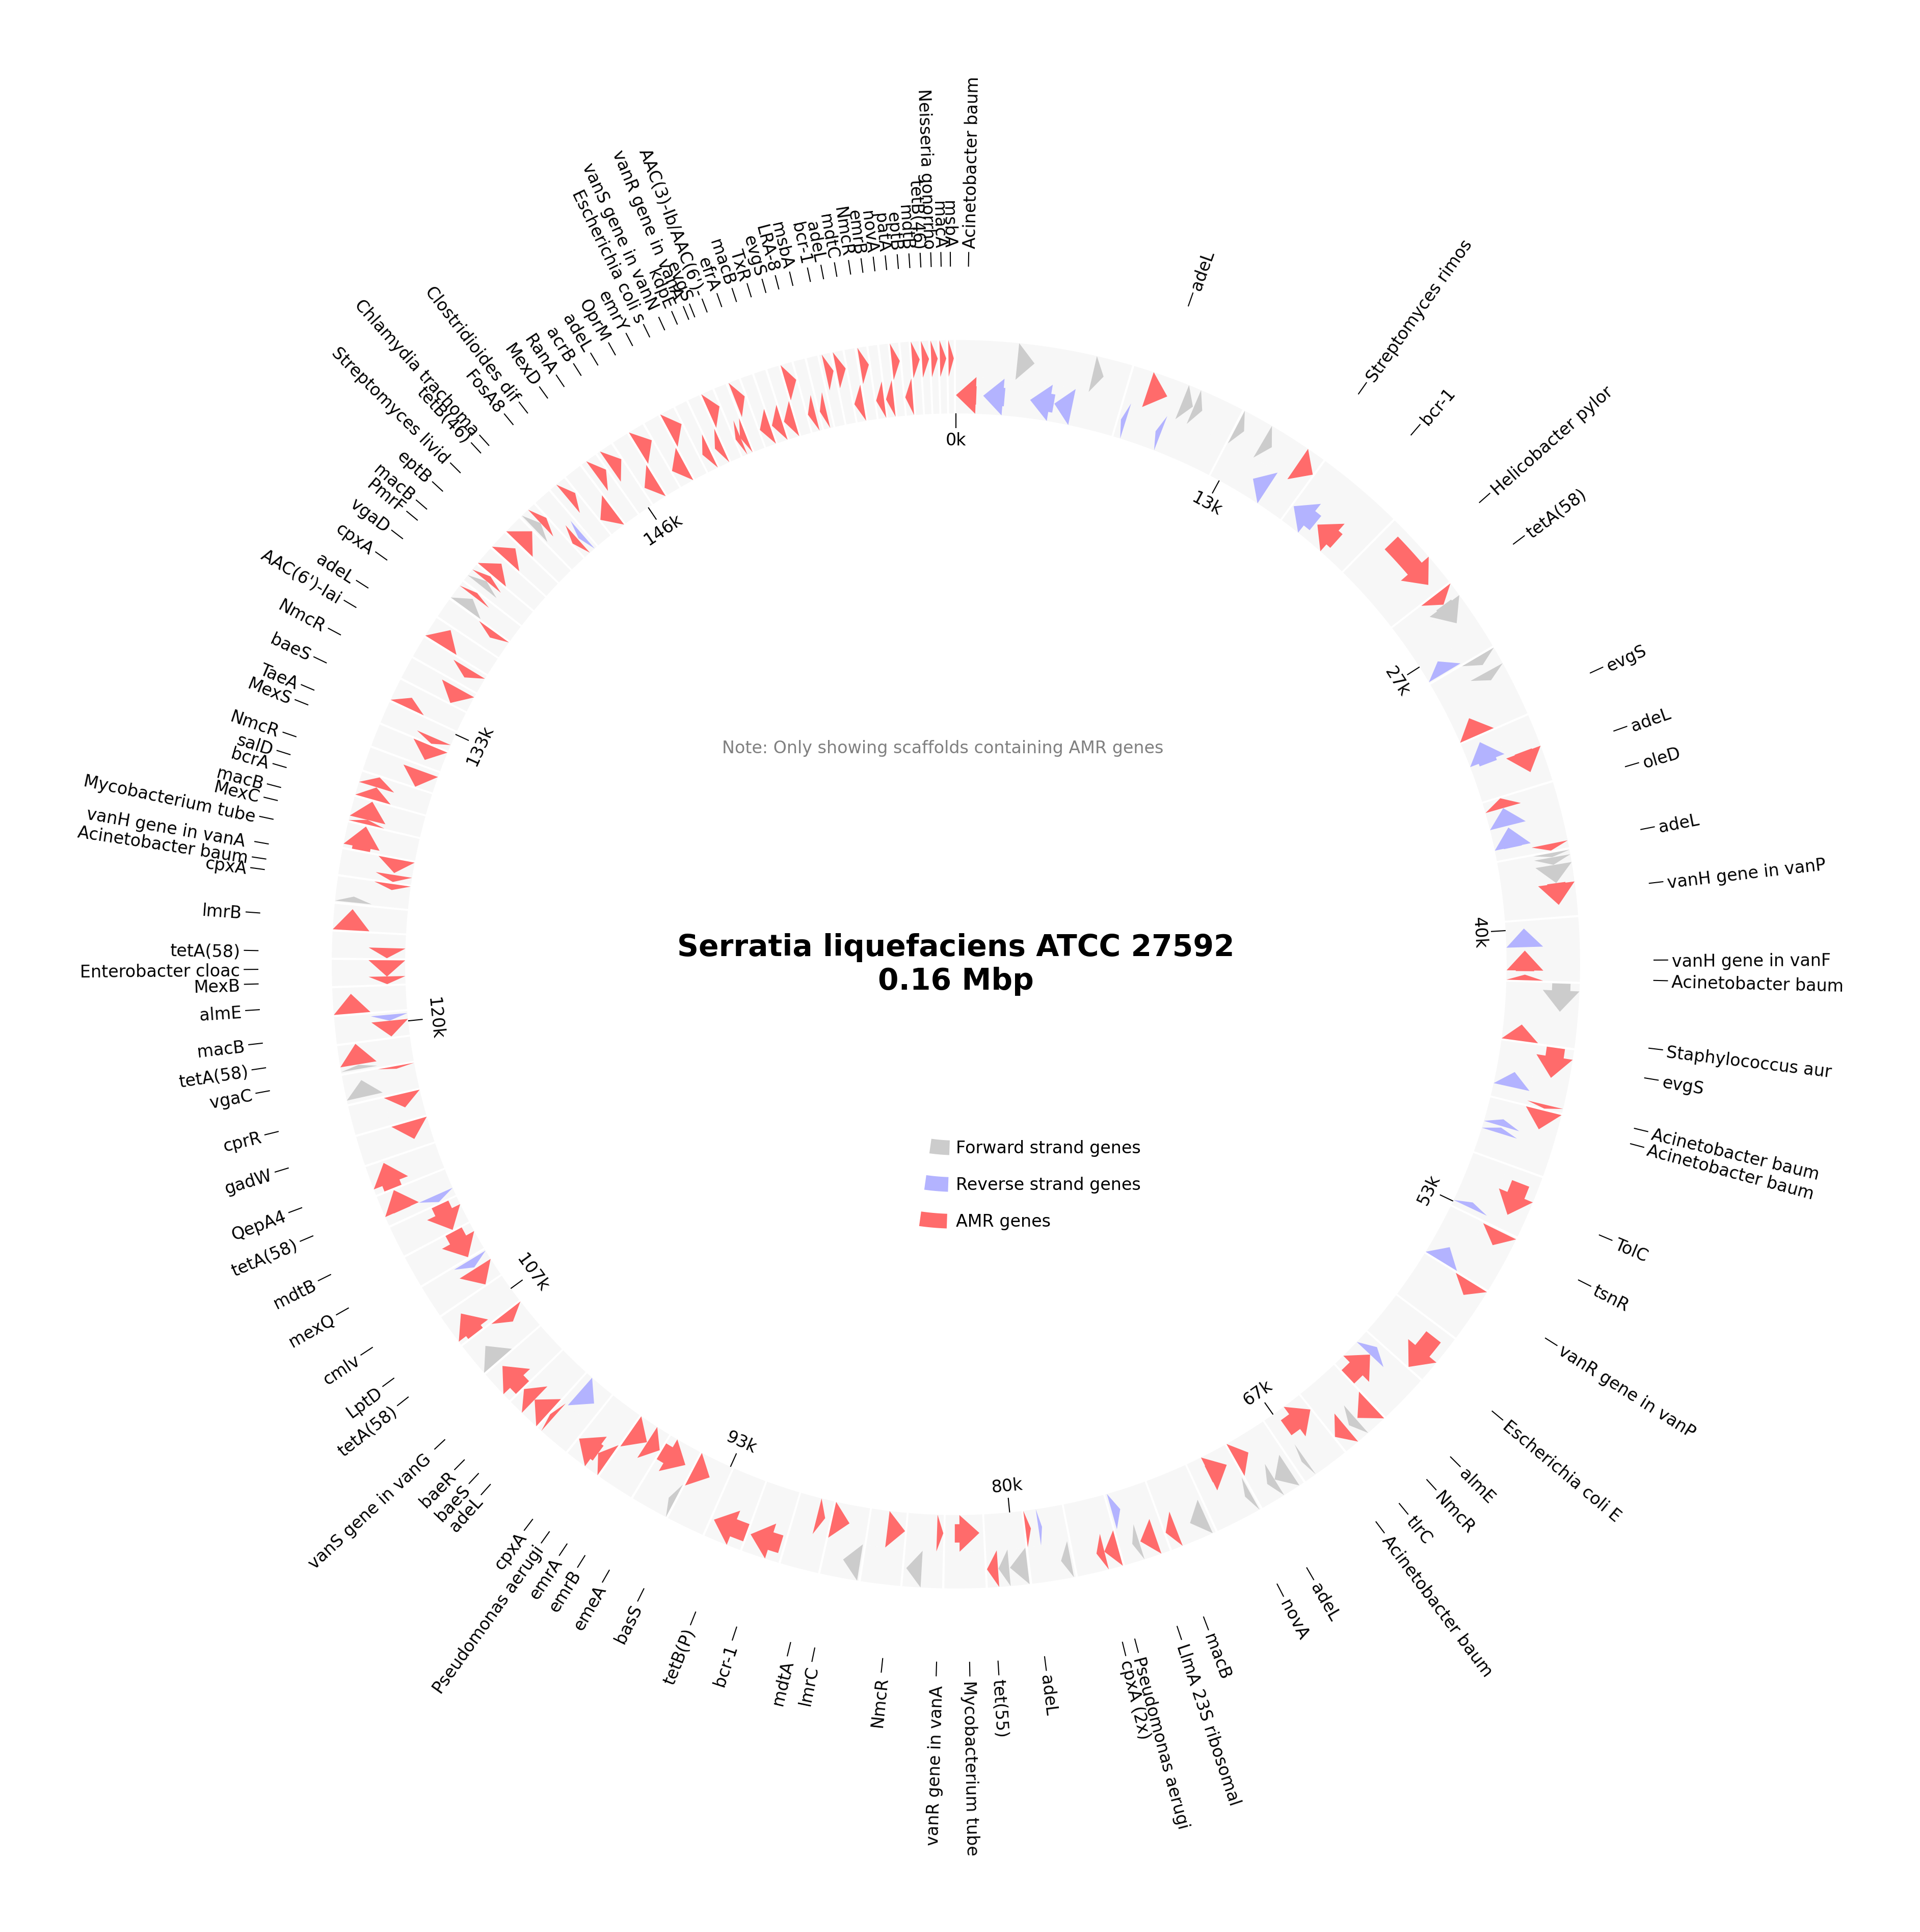 Acinetobacter baum
adeL
Streptomyces rimos
bcr-1
Helicobacter pylor
tetA(58)
evgS
adeL
oleD
adeL
vanH gene in vanP
vanH gene in vanF
Acinetobacter baum
Staphylococcus aur
evgS
Acinetobacter baum
Acinetobacter baum
TolC
tsnR
vanR gene in vanP
Escherichia coli E
almE
NmcR
tlrC
Acinetobacter baum
adeL
novA
macB
LlmA 23S ribosomal
Pseudomonas aerugi
cpxA (2x)
adeL
tet(55)
Mycobacterium tube
vanR gene in vanA
NmcR
lmrC
mdtA
bcr-1
tetB(P)
basS
emeA
emrB
emrA
Pseudomonas aerugi
cpxA
adeL
baeS
baeR
vanS gene in vanG
tetA(58)
LptD
cmlv
mexQ
mdtB
tetA(58)
QepA4
gadW
cprR
vgaC
tetA(58)
macB
almE
MexB
Enterobacter cloac
tetA(58)
lmrB
cpxA
Acinetobacter baum
vanH gene in vanA
Mycobacterium tube
MexC
macB
bcrA
salD
NmcR
MexS
TaeA
baeS
NmcR
AAC(6')-Iai
adeL
cpxA
vgaD
PmrF
macB
eptB
Streptomyces livid
tetB(46)
Chlamydia trachoma
FosA8
Clostridioides dif
MexD
RanA
acrB
adeL
OprM
emrY
Escherichia coli s
vanS gene in vanN
kdpE
vanR gene in vanA
evgS
AAC(3)-Ib/AAC(6')-
efrA
macB
TxR
evgS
LRA-8
msbA
bcr-1
adeL
mdtC
NmcR
emrB
novA
patA
eptB
mdtB
tetB(46)
Neisseria gonorrho
macA
msbA
0k
13k
27k
40k
53k
67k
80k
93k
107k
120k
133k
146k
Note: Only showing scaffolds containing AMR genes
Serratia liquefaciens ATCC 27592
0.16 Mbp
Forward strand genes
Reverse strand genes
AMR genes